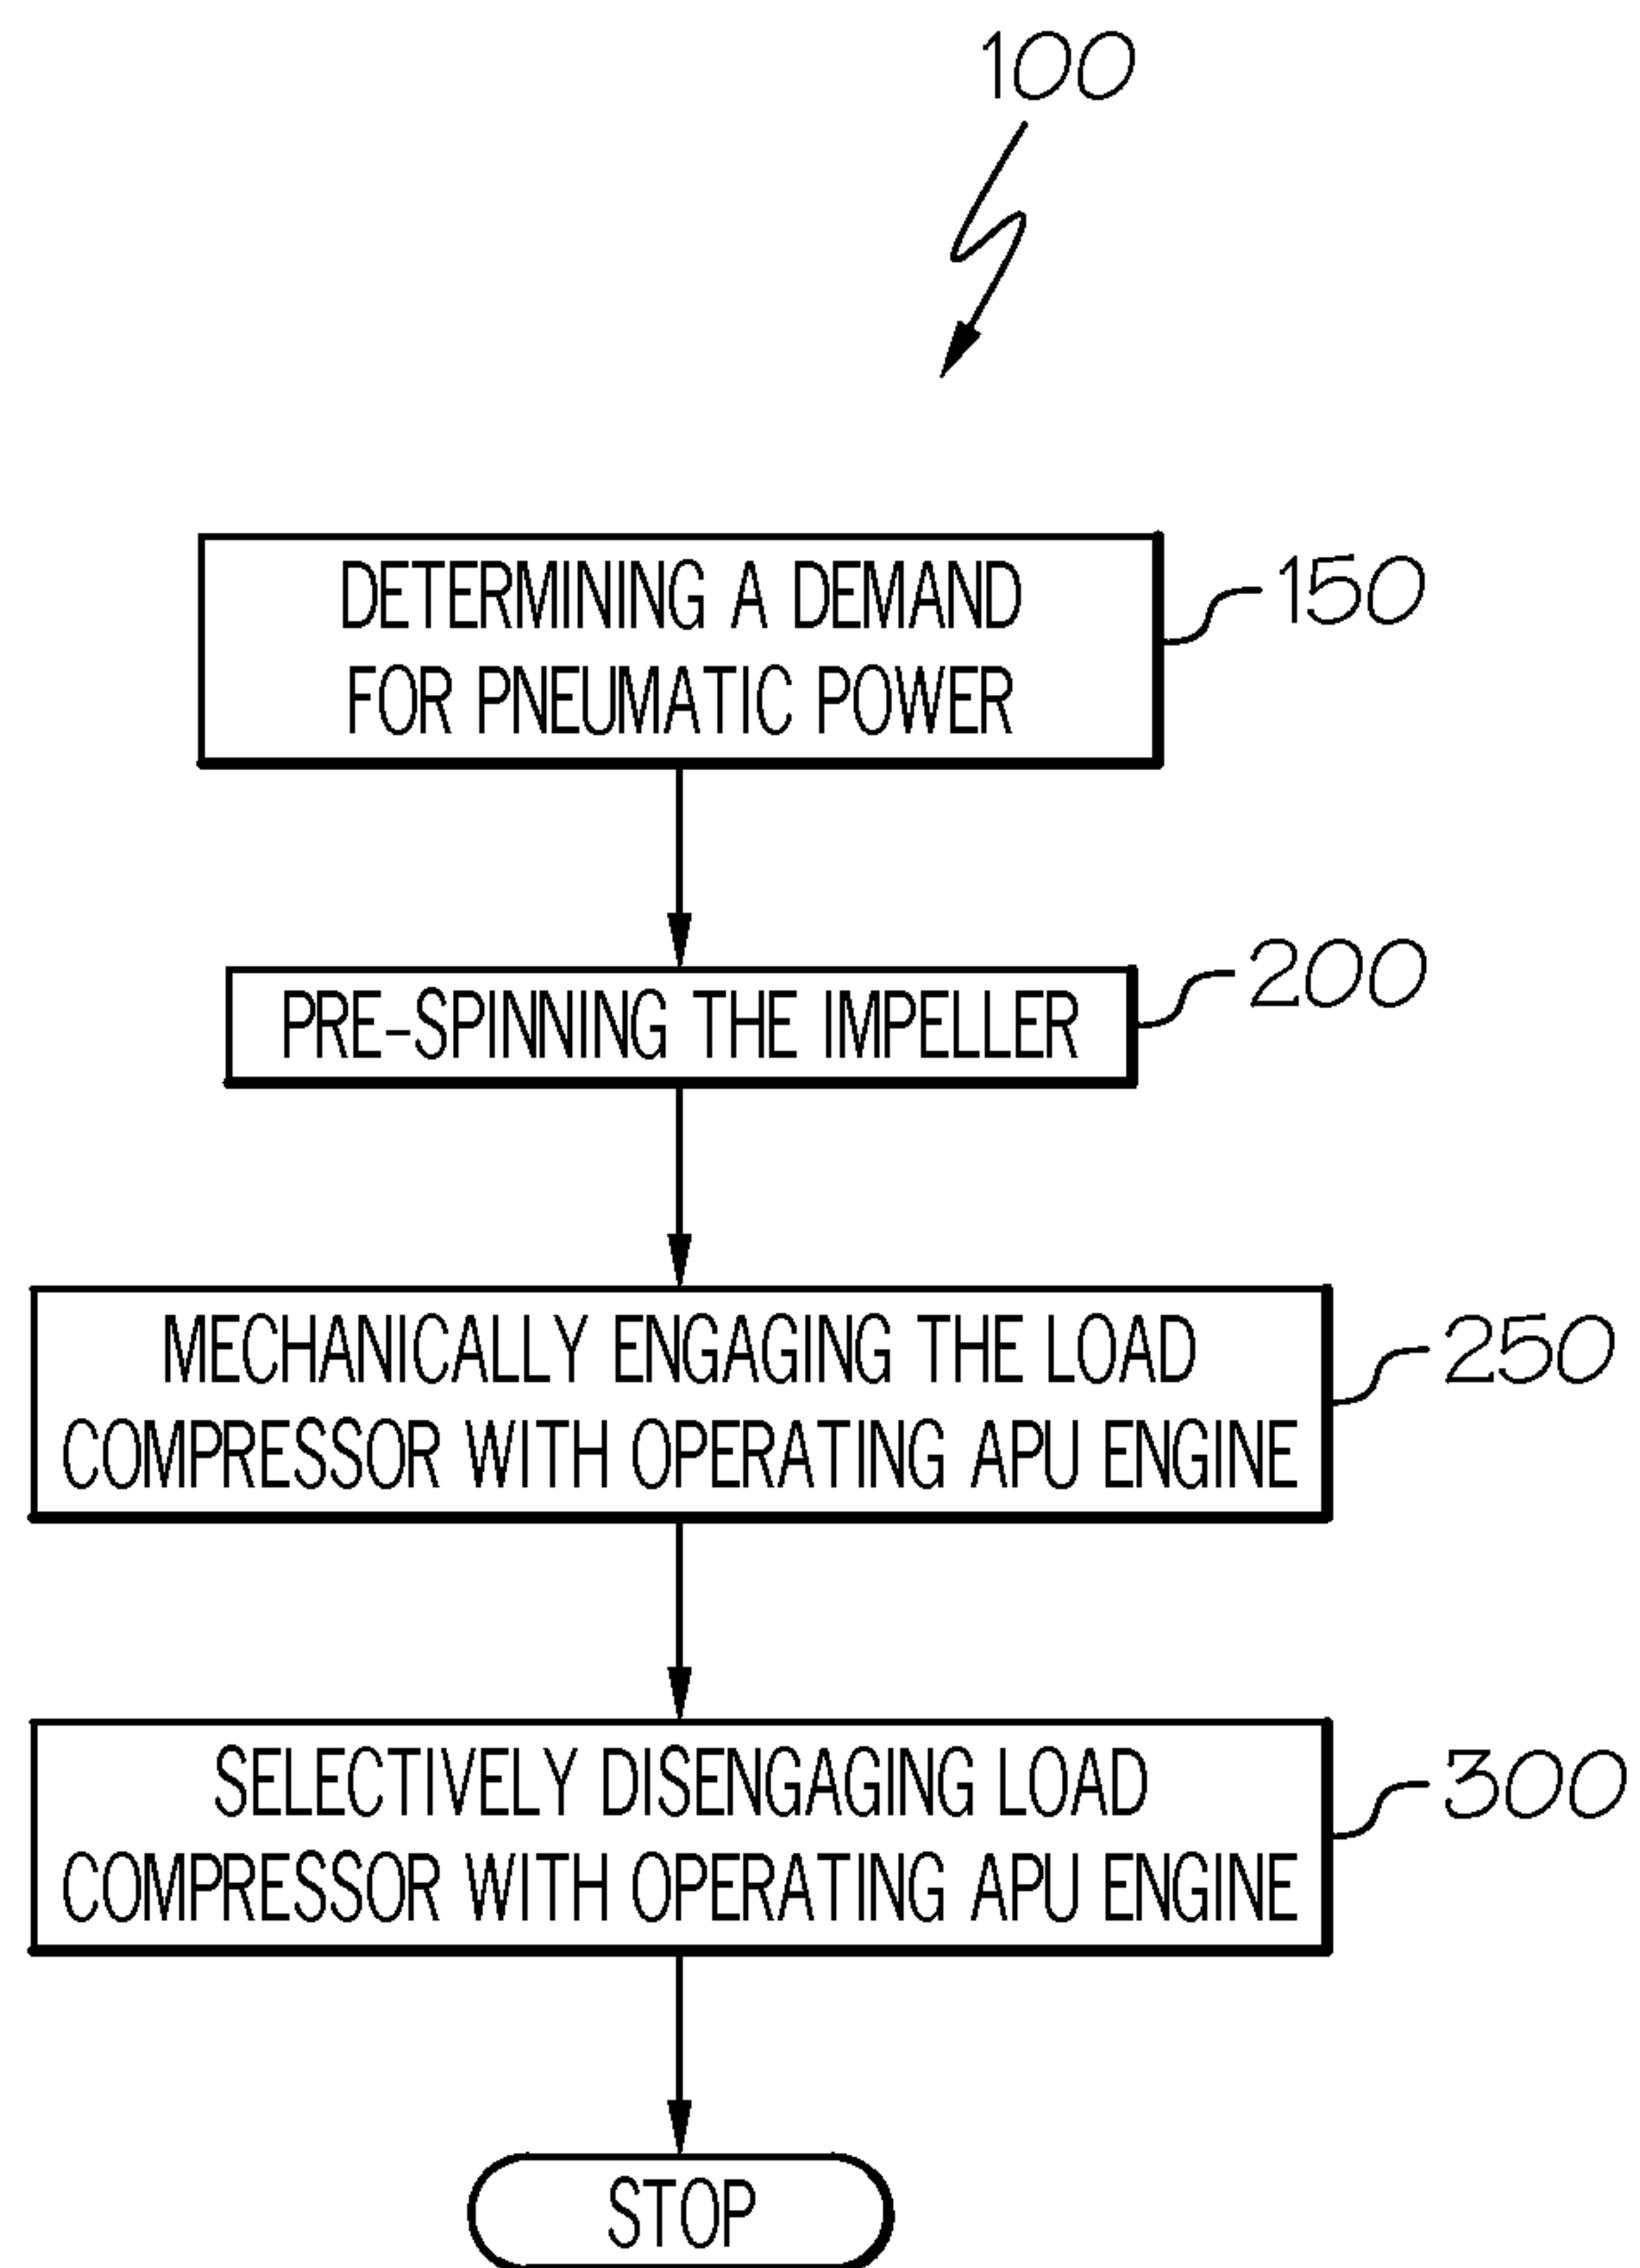 100
DETERMINING A DEMAND
FOR PNEUMATIC POWER
150
PRE-SPINNING THE IMPELLER
200
MECHANICALLY ENGAGING THE LOAD
COMPRESSOR WITH OPERATING APU ENGINE
250
SELECTIVELY DISENGAGING LOAD
COMPRESSOR WITH OPERATING APU ENGINE
300
STOP